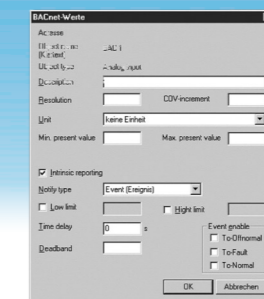 BACnet-Werte
Adresse
Analog Input
Description
Resolution COV-increment
Unit keine Einheit
Min. present value Max. present value
Intrinsic reporting
Notify type Event (Ereignis)
Low limit Hight limit
Time delay 0 s
Event enable
To-Offnormal
Deadband
To-Fault
To-Normal
OK Abbrechen